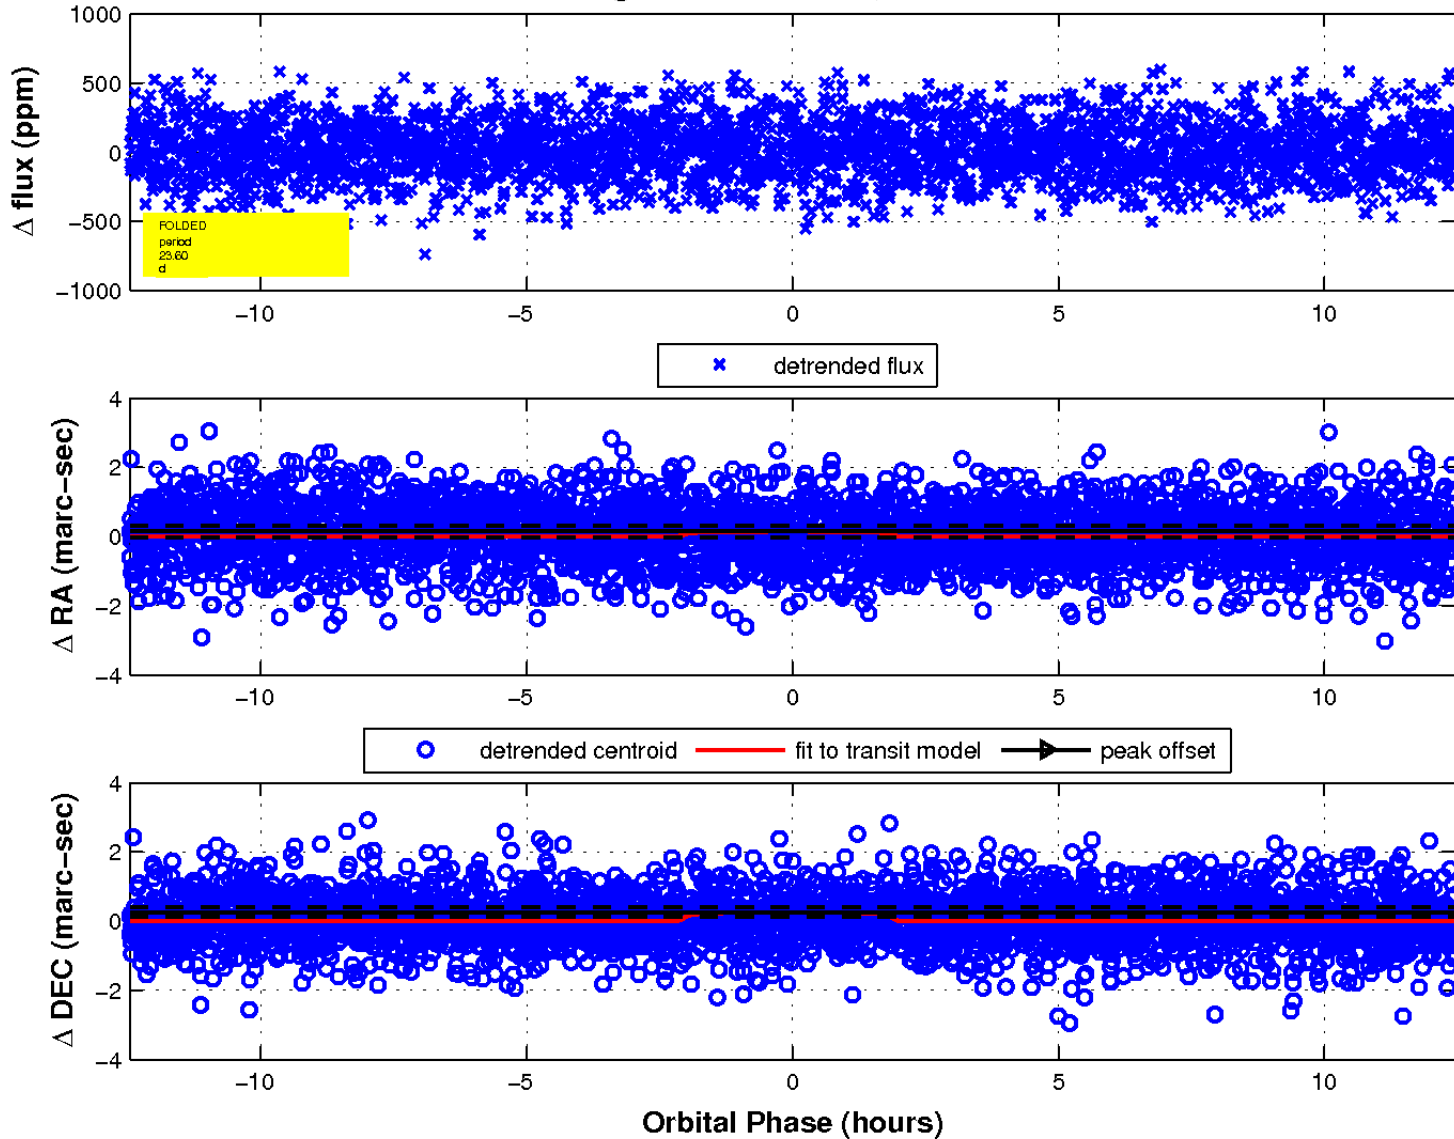 1000
500
0
−500
−1000
Δ flux (ppm)
FOLDED
period
23.60
d
−10
−5
0
5
10
detrended flux
4
2
0
−2
−4
Δ RA (marc−sec)
−10
−5
0
5
10
detrended centroid
fit to transit model
peak offset
4
2
0
−2
−4
Δ DEC (marc−sec)
−10
−5
0
5
10
Orbital Phase (hours)